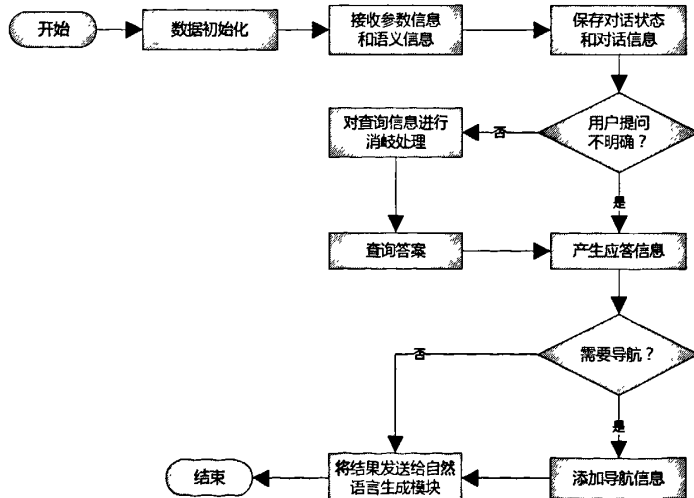 开始
数据初始化
接收参数信息
和语义信息
保存对话状态
和对话信息
对查询信息进行
消岐处理
否
用户提问
不明确？
是
查询答案
产生应答信息
否
需要导航？
是
结束
将结果发送给自然
语言生成模块
添加导航信息